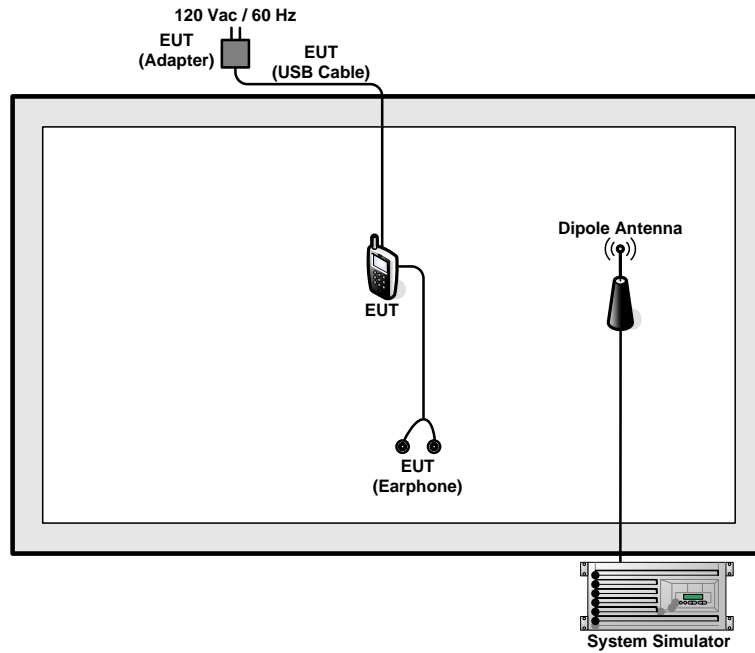 120 Vac / 60 Hz
EUT
(Adapter)
EUT
(USB Cable)
Dipole Antenna
EUT
EUT
(Earphone)
System Simulator